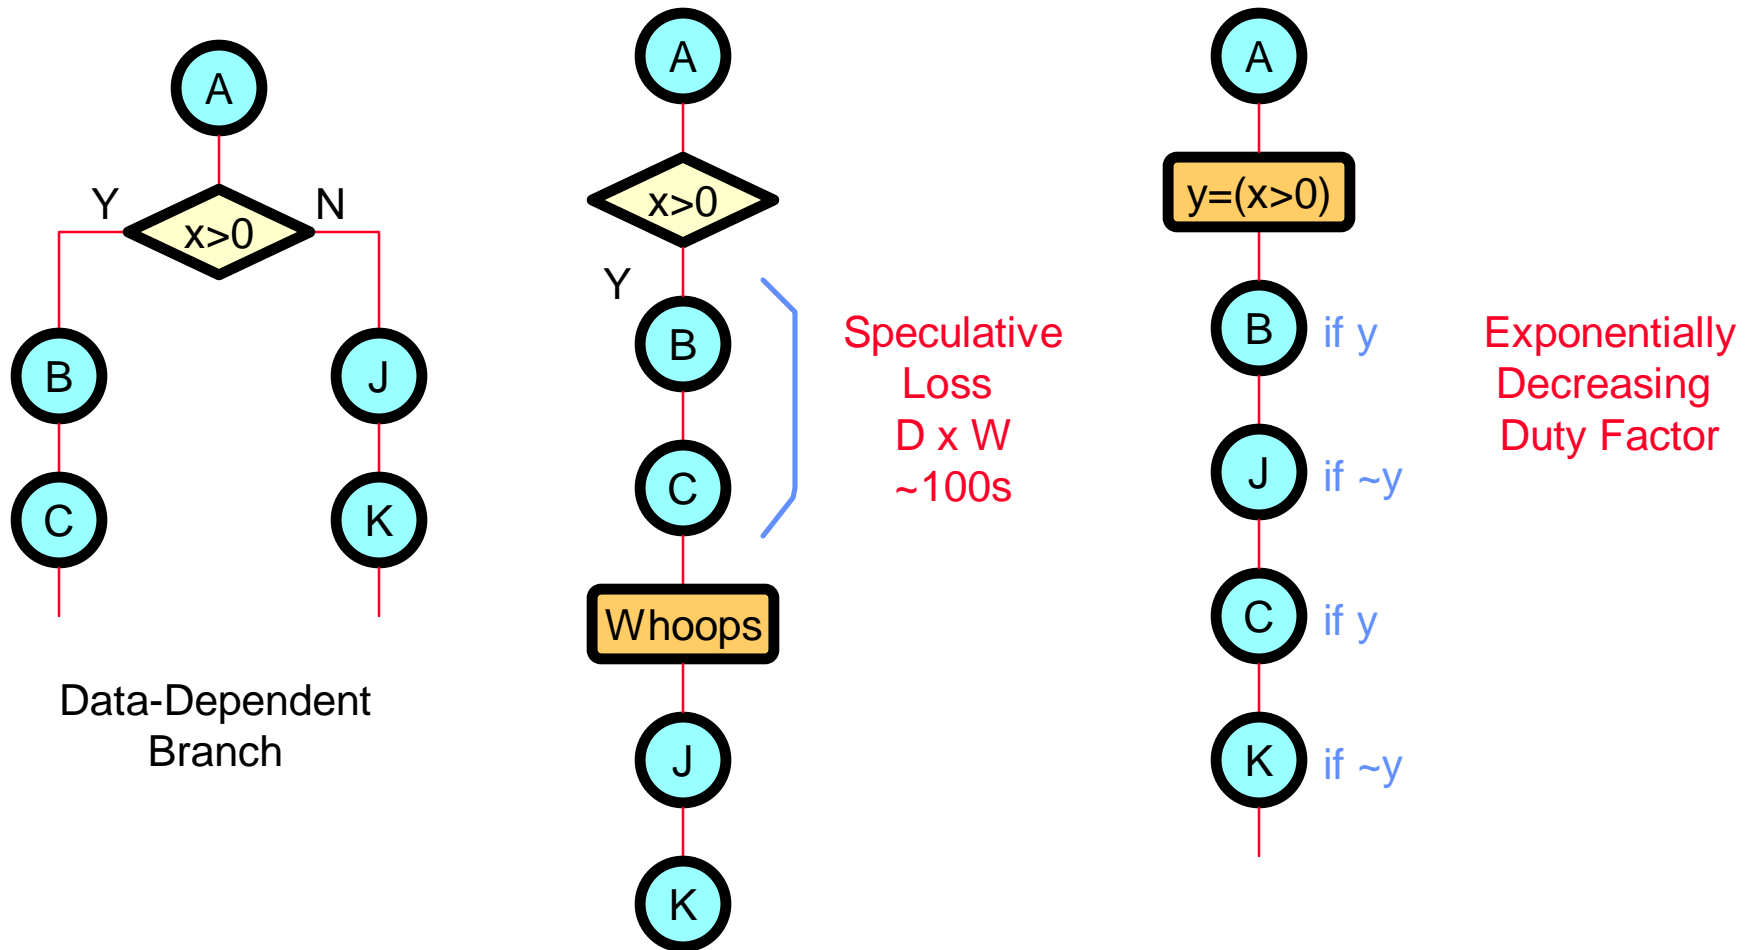 A
Y
x>0
N
B
J
C
K
Data-Dependent
Branch
A
x>0
Y
B
C
Whoops
J
K
Speculative
Loss
D x W
~100s
A
y=(x>0)
B if y
J if ~y
C if y
K if ~y
Exponentially
Decreasing
Duty Factor